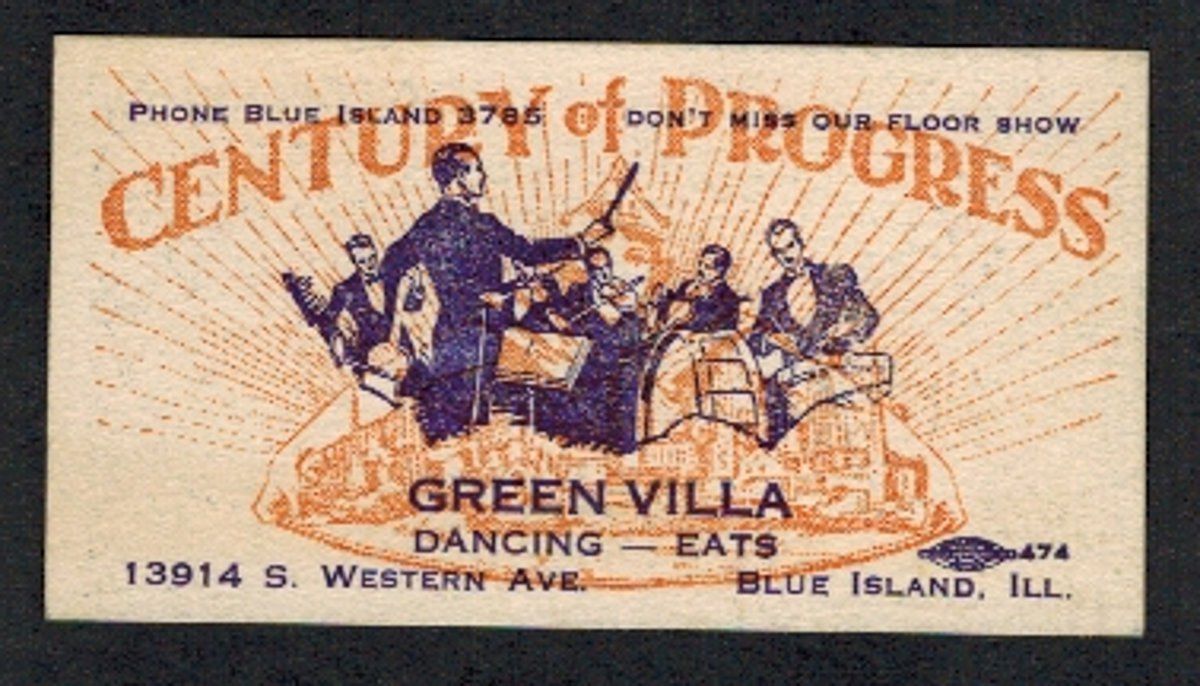 PHONE BLUE ISLAND 3785 DON'T MISS OUR FLOOR SHOW
CENTURY of PROGRESS
GREEN VILLA
DANCING — EATS
474
13914 S. WESTERN AVE. BLUE ISLAND, ILL.